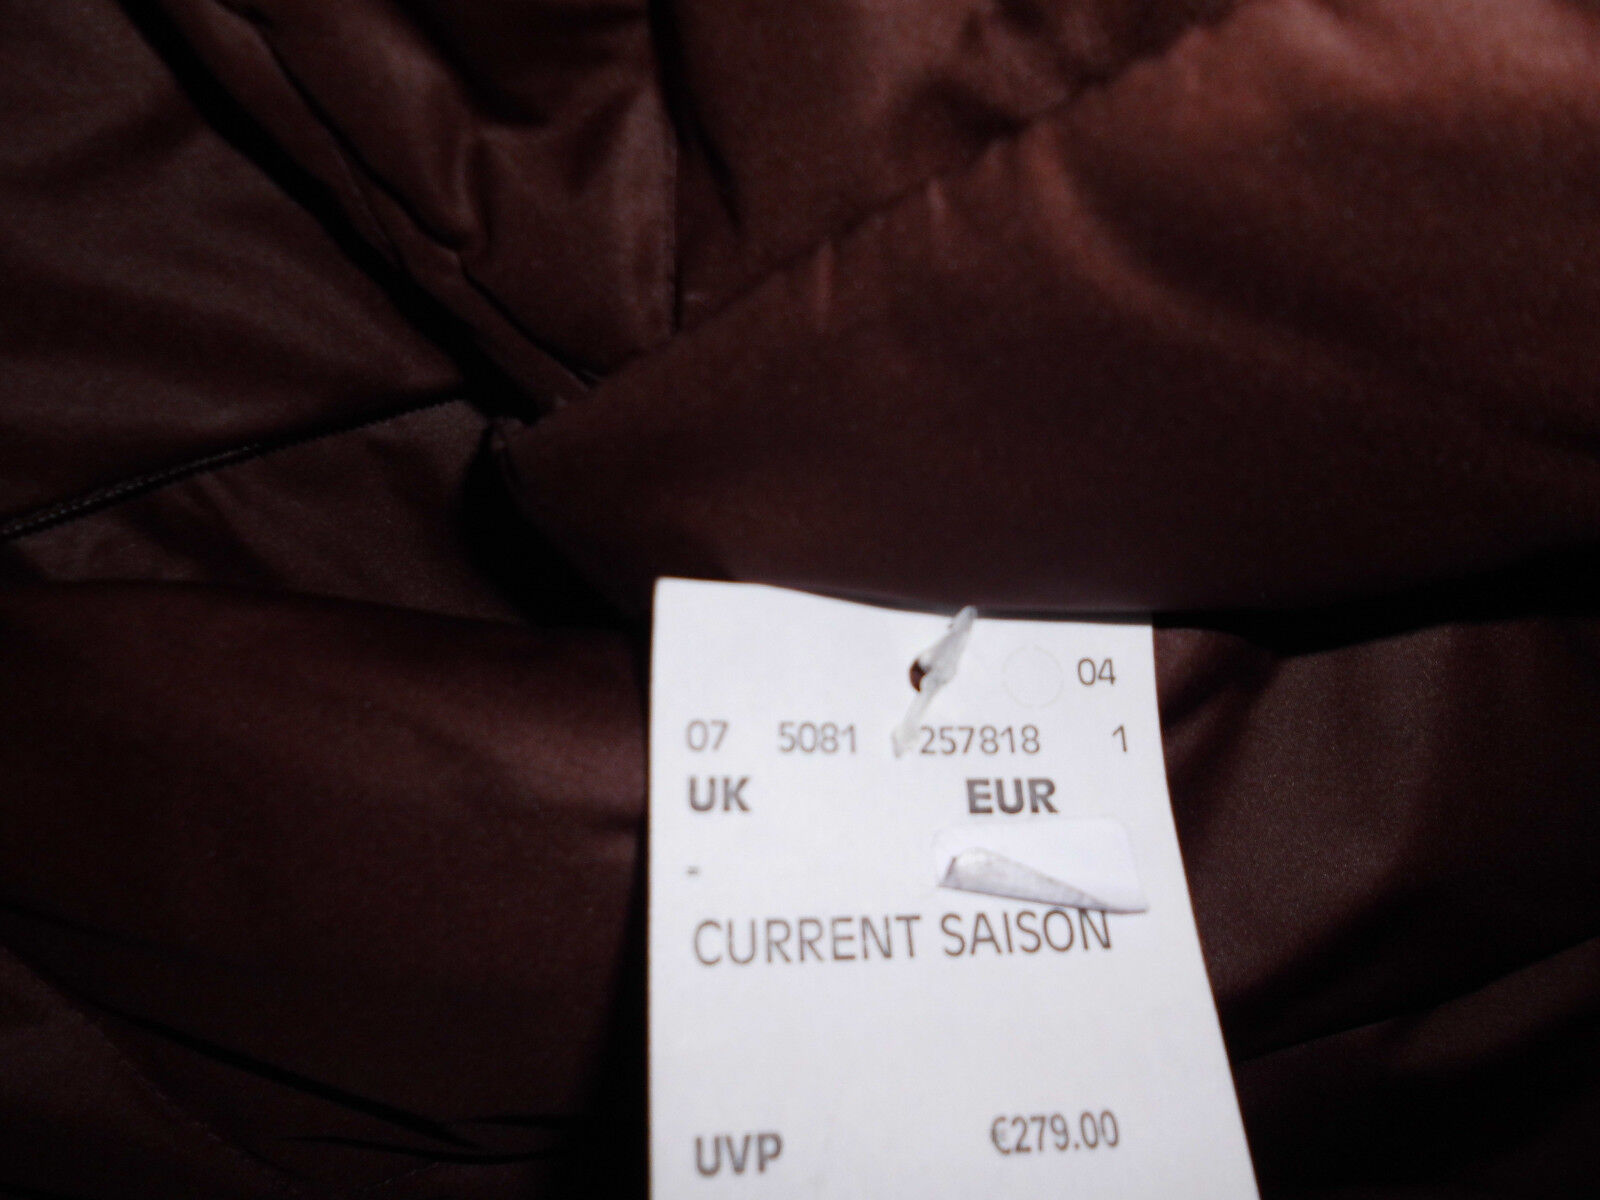 04
07 5081 257818 1
UK EUR
-
CURRENT SAISON
UVP €279.00